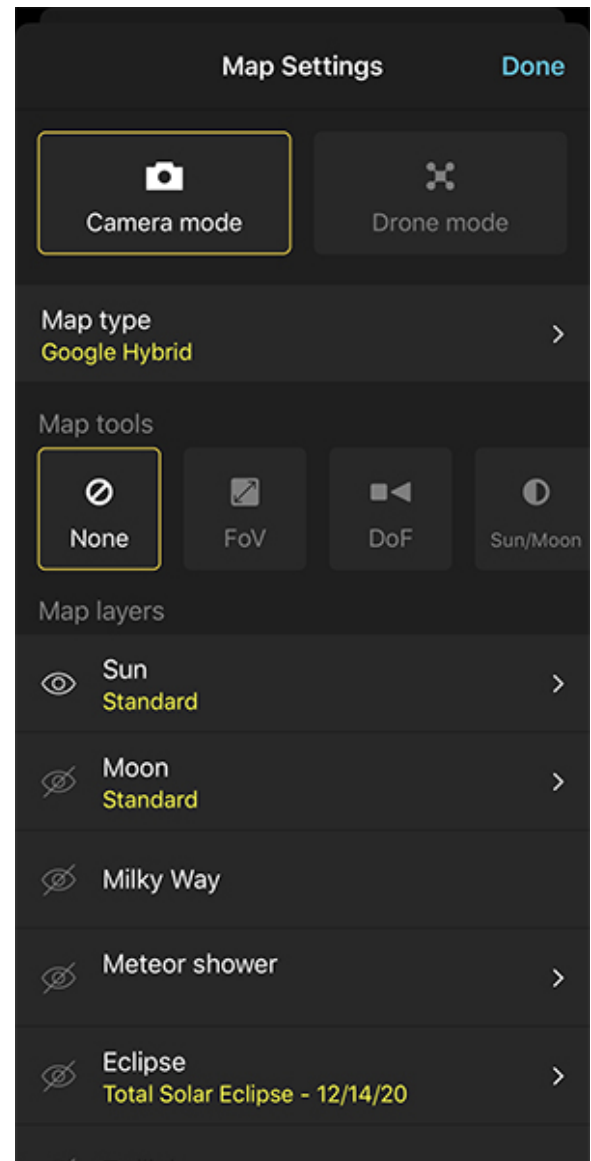 Map Settings
Done
Camera mode
Drone mode
Map type
Google Hybrid
Map tools
None
FoV
DoF
Sun/Moon
Map layers
Sun
Standard
Moon
Standard
Milky Way
Meteor shower
Eclipse
Total Solar Eclipse - 12/14/20